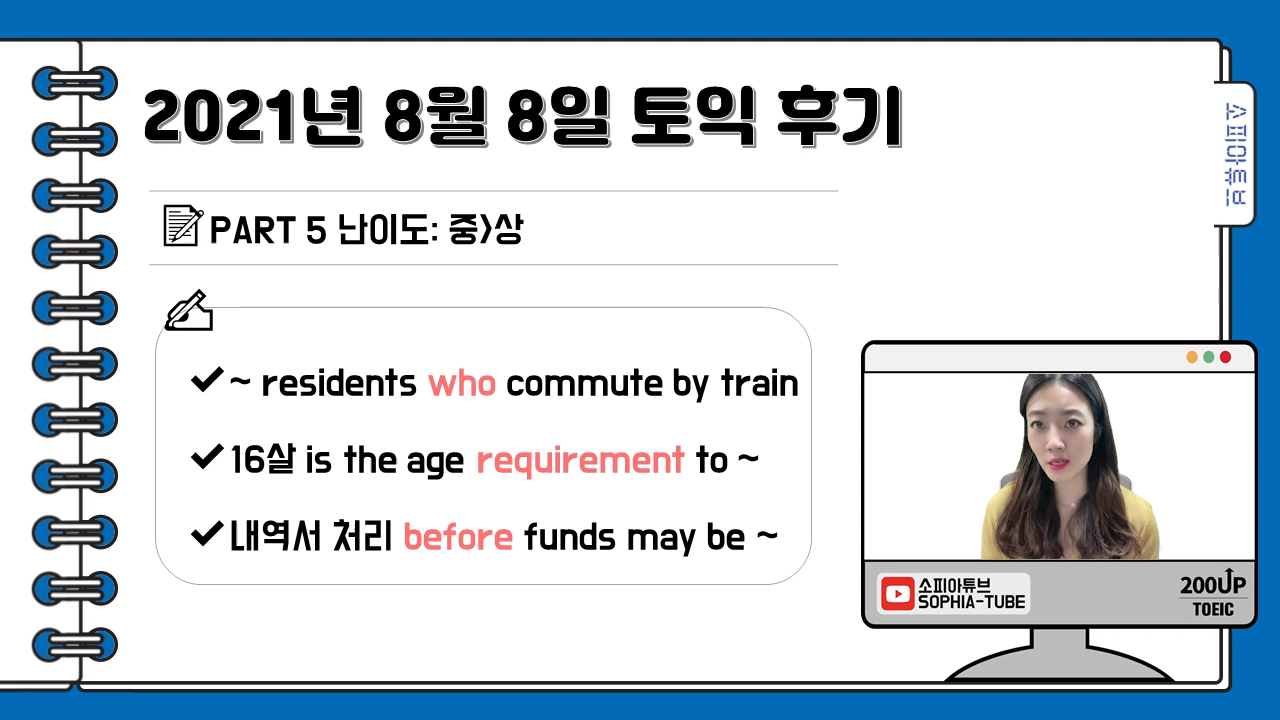 2021년 8월 8일 토익 후기
소피아튜브
PART 5 난이도: 중>상
~ residents who commute by train
16살 is the age requirement to ~
내역서 처리 before funds may be ~
소피아튜브
SOPHIA-TUBE
200UP
TOEIC